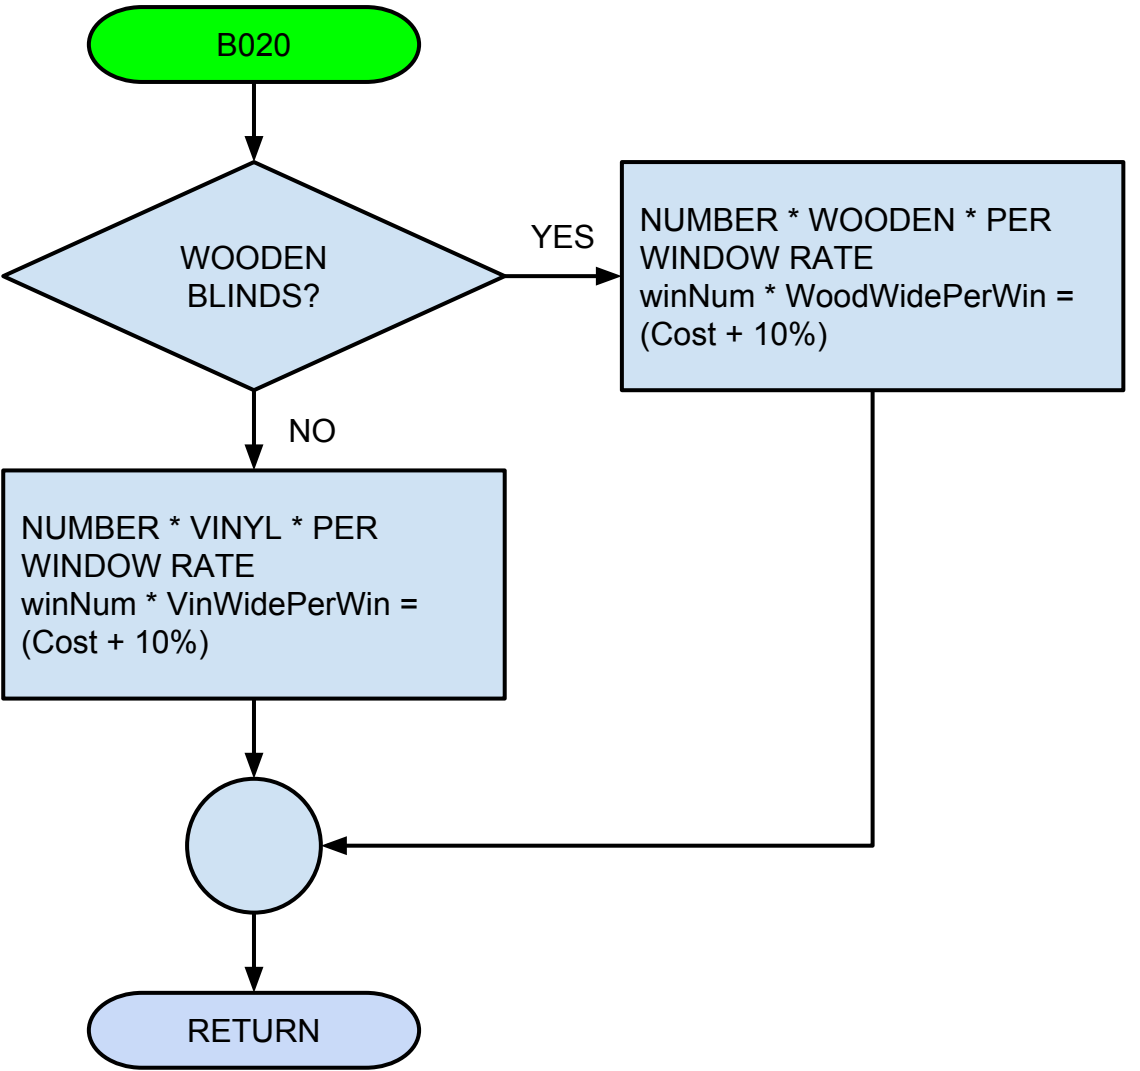 B020
WOODEN
BLINDS?
YES
NUMBER * WOODEN * PER
WINDOW RATE
winNum * WoodWidePerWin =
(Cost + 10%)
NO
NUMBER * VINYL * PER
WINDOW RATE
winNum * VinWidePerWin =
(Cost + 10%)
RETURN